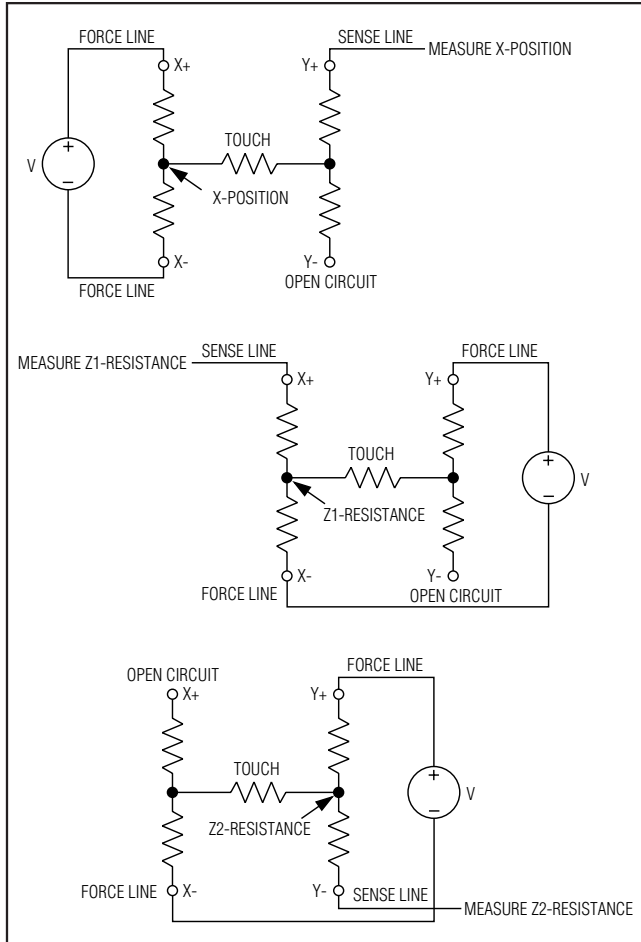 FORCE LINE
SENSE LINE
MEASURE X-POSITION
X+
Y+
TOUCH
V
+
−
X-POSITION
X-
Y-
FORCE LINE
OPEN CIRCUIT
MEASURE Z1-RESISTANCE
SENSE LINE
FORCE LINE
X+
Y+
TOUCH
+
−
V
Z1-RESISTANCE
X-
Y-
FORCE LINE
OPEN CIRCUIT
OPEN CIRCUIT
FORCE LINE
X+
Y+
TOUCH
+
−
V
Z2-RESISTANCE
FORCE LINE
X-
Y-
SENSE LINE
MEASURE Z2-RESISTANCE